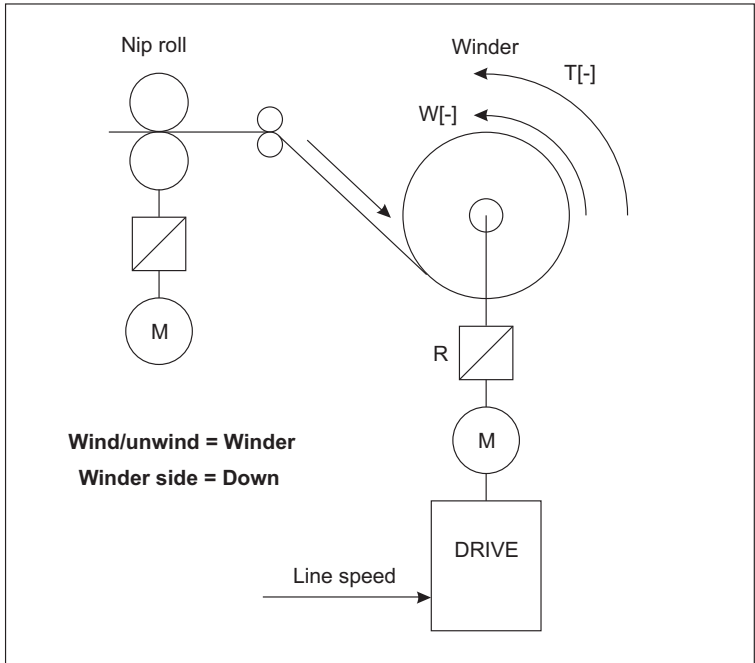 Nip roll
Winder
T[-]
W[-]
M
R
M
Wind/unwind = Winder
Winder side = Down
DRIVE
Line speed